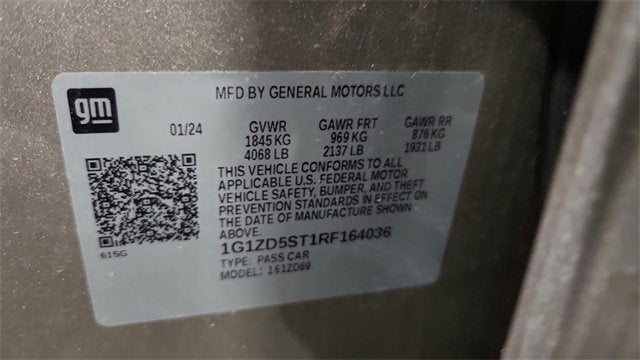 gm
MFD BY GENERAL MOTORS LLC
01/24 GVWR GAWR FRT GAWR RR
1845 KG 969 KG 876 KG
4068 LB 2137 LB 1931 LB
THIS VEHICLE CONFORMS TO ALL
APPLICABLE U.S. FEDERAL MOTOR
VEHICLE SAFETY, BUMPER, AND THEFT
PREVENTION STANDARDS IN EFFECT ON
THE DATE OF MANUFACTURE SHOWN
ABOVE.
1G1ZD5ST1RF164036
615G
TYPE: PASS CAR
MODEL: 161ZD69